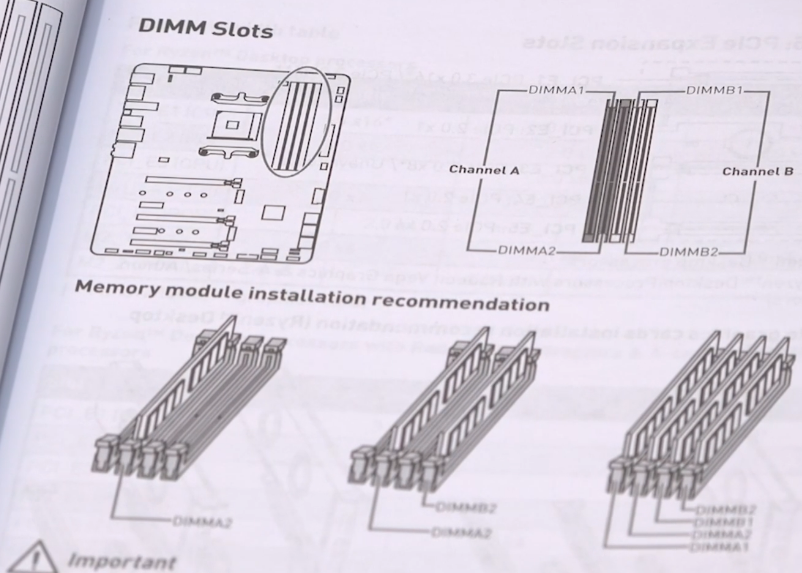 DIMM Slots
DIMMA1
DIMMB1
Channel A
Channel B
DIMMA2
DIMMB2
Memory module installation recommendation
DIMMA2
DIMMB2
DIMMA2
DIMMB2
DIMMB1
DIMMA2
DIMMA1
Important